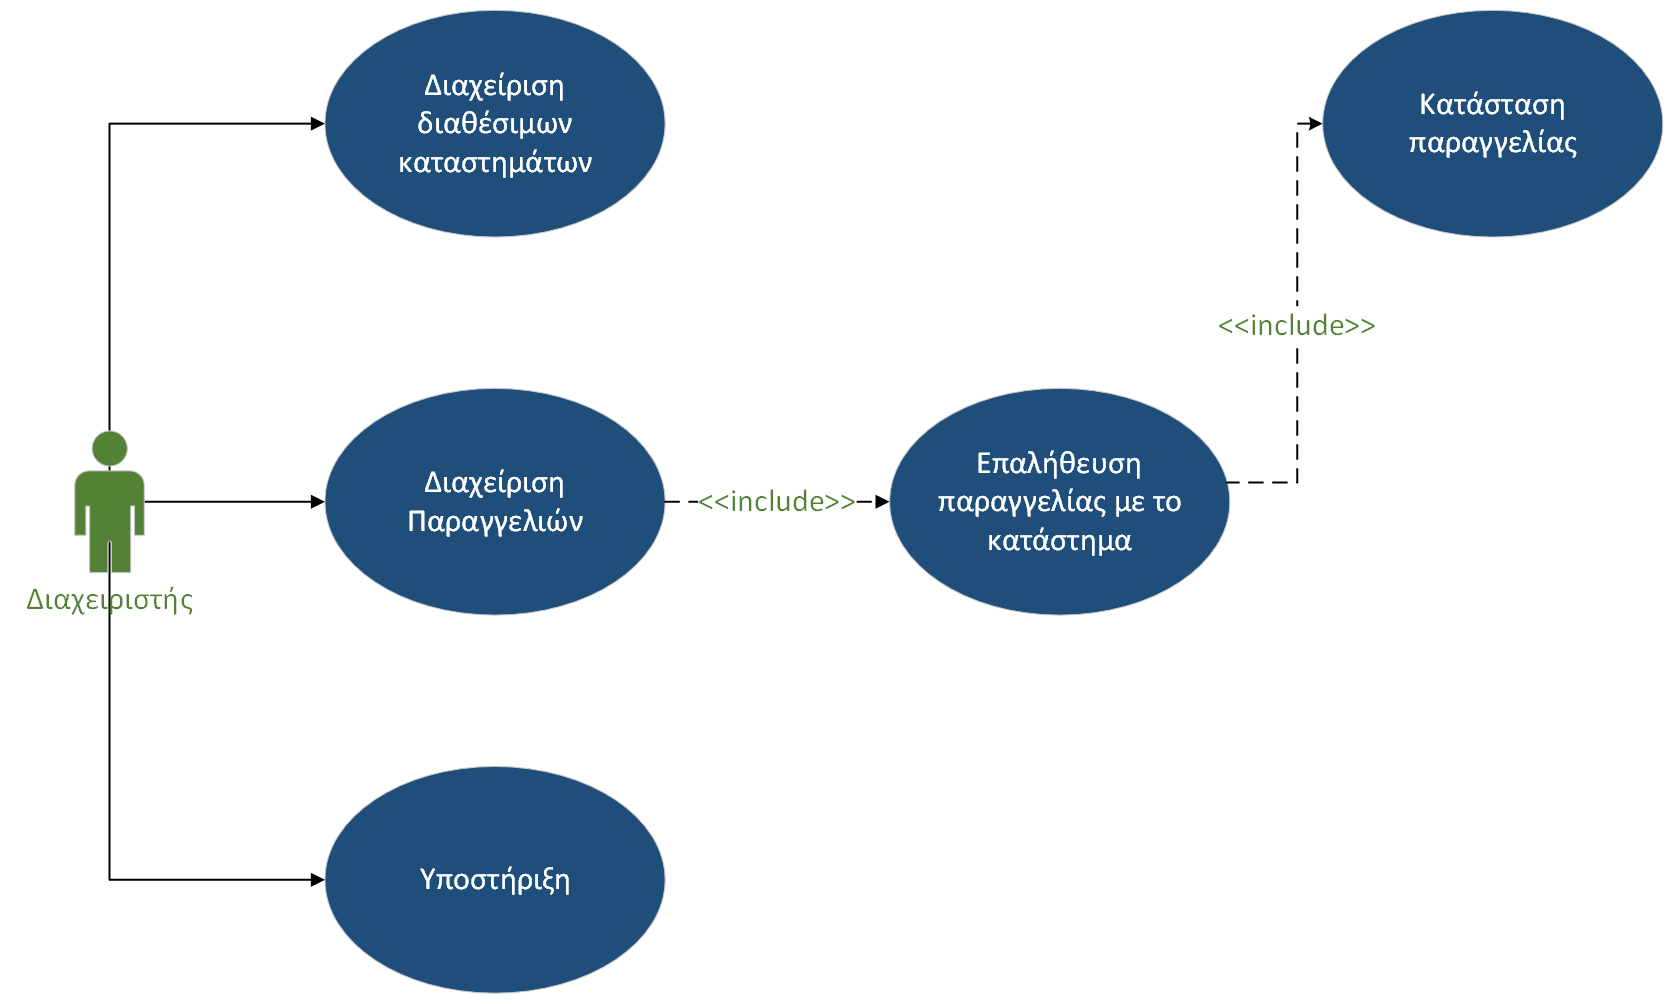 Διαχείριση
διαθέσιμων
καταστημάτων
Κατάσταση
παραγγελίας
<<include>>
Διαχειριστής
Διαχείριση
Παραγγελιών
<<include>>
Επαλήθευση
παραγγελίας με το
κατάστημα
Υποστήριξη